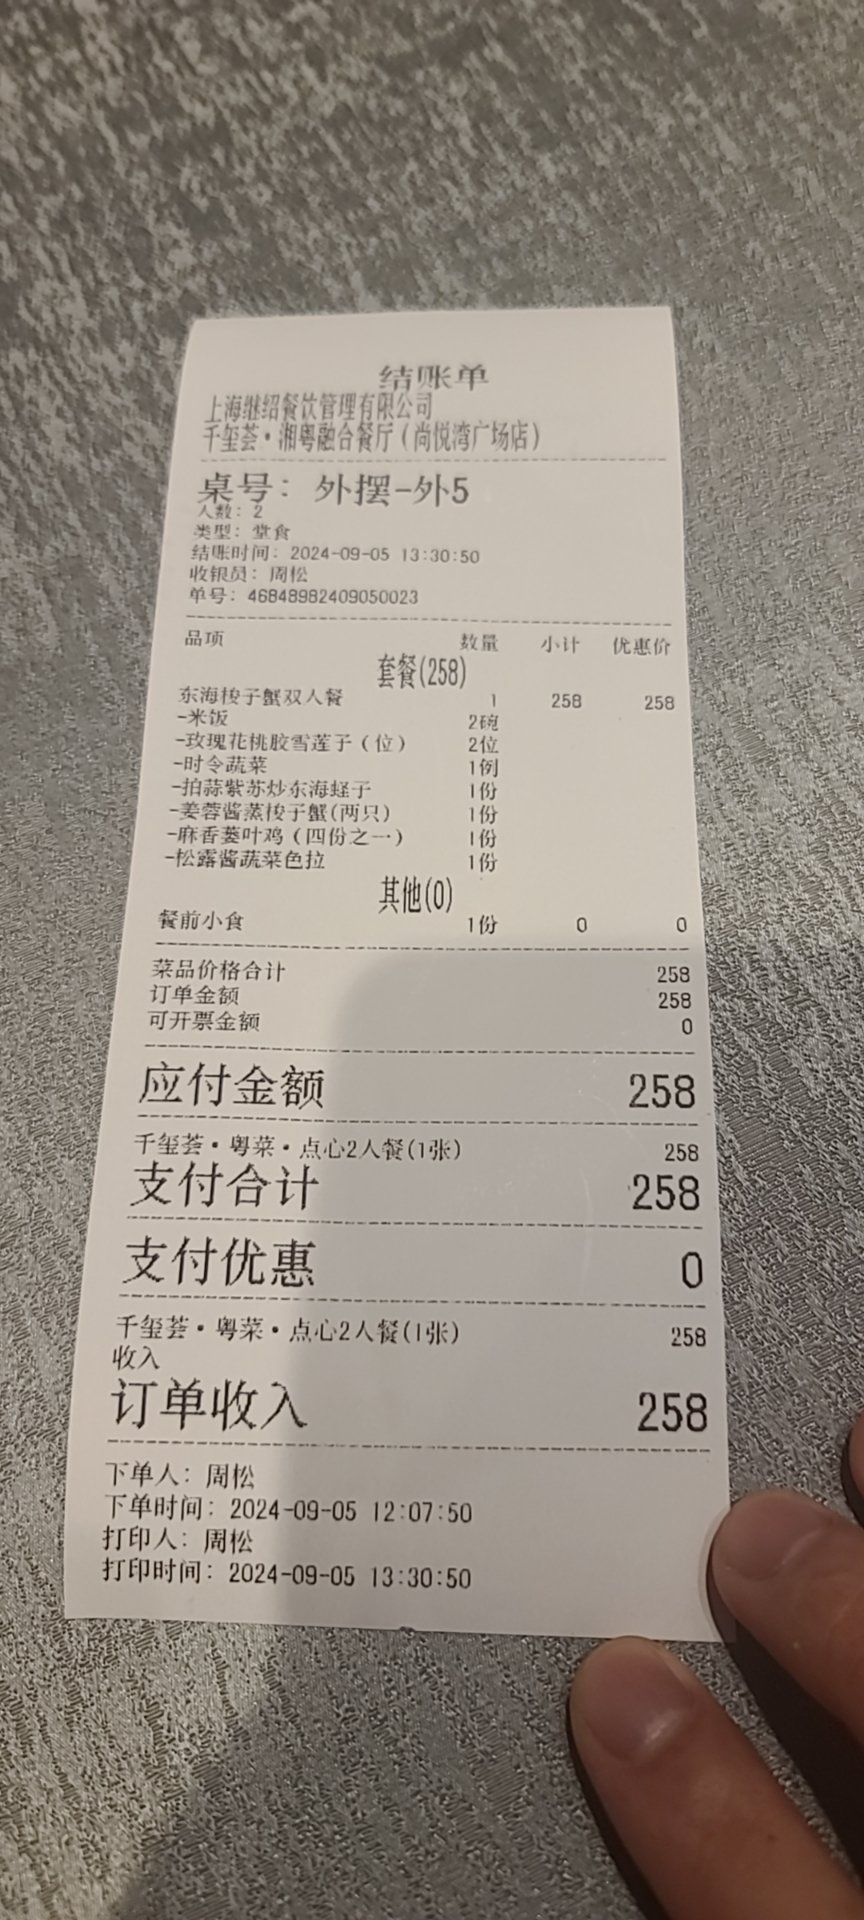 结账单
上海继绍餐饮管理有限公司
千玺荟·湘粤融合餐厅(尚悦湾广场店)
桌号: 外摆-外5
人数: 2
类型: 堂食
结账时间: 2024-09-05 13:30:50
收银员: 周松
单号: 46848982409050023
品项 数量 小计 优惠价
套餐(258)
东海梭子蟹双人餐 1 258 258
-米饭 2碗
-玫瑰花桃胶雪莲子(位) 2位
-时令蔬菜 1例
-拍蒜紫苏炒东海蛏子 1份
-姜蓉酱蒸梭子蟹(两只) 1份
-麻香蒌叶鸡(四份之一) 1份
-松露酱蔬菜色拉 1份
其他(0)
餐前小食 1份 0 0
菜品价格合计 258
订单金额 258
可开票金额 0
应付金额 258
千玺荟·粤菜·点心2人餐(1张) 258
支付合计 258
支付优惠 0
千玺荟·粤菜·点心2人餐(1张) 258
收入
订单收入 258
下单人: 周松
下单时间: 2024-09-05 12:07:50
打印人: 周松
打印时间: 2024-09-05 13:30:50